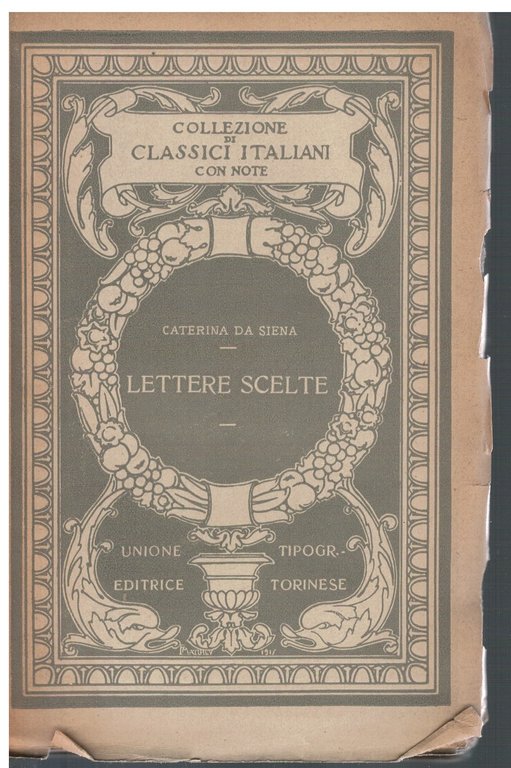 COLLEZIONE
DI
CLASSICI ITALIANI
CON NOTE
CATERINA DA SIENA
LETTERE SCELTE
UNIONE TIPOGR.-
EDITRICE TORINESE